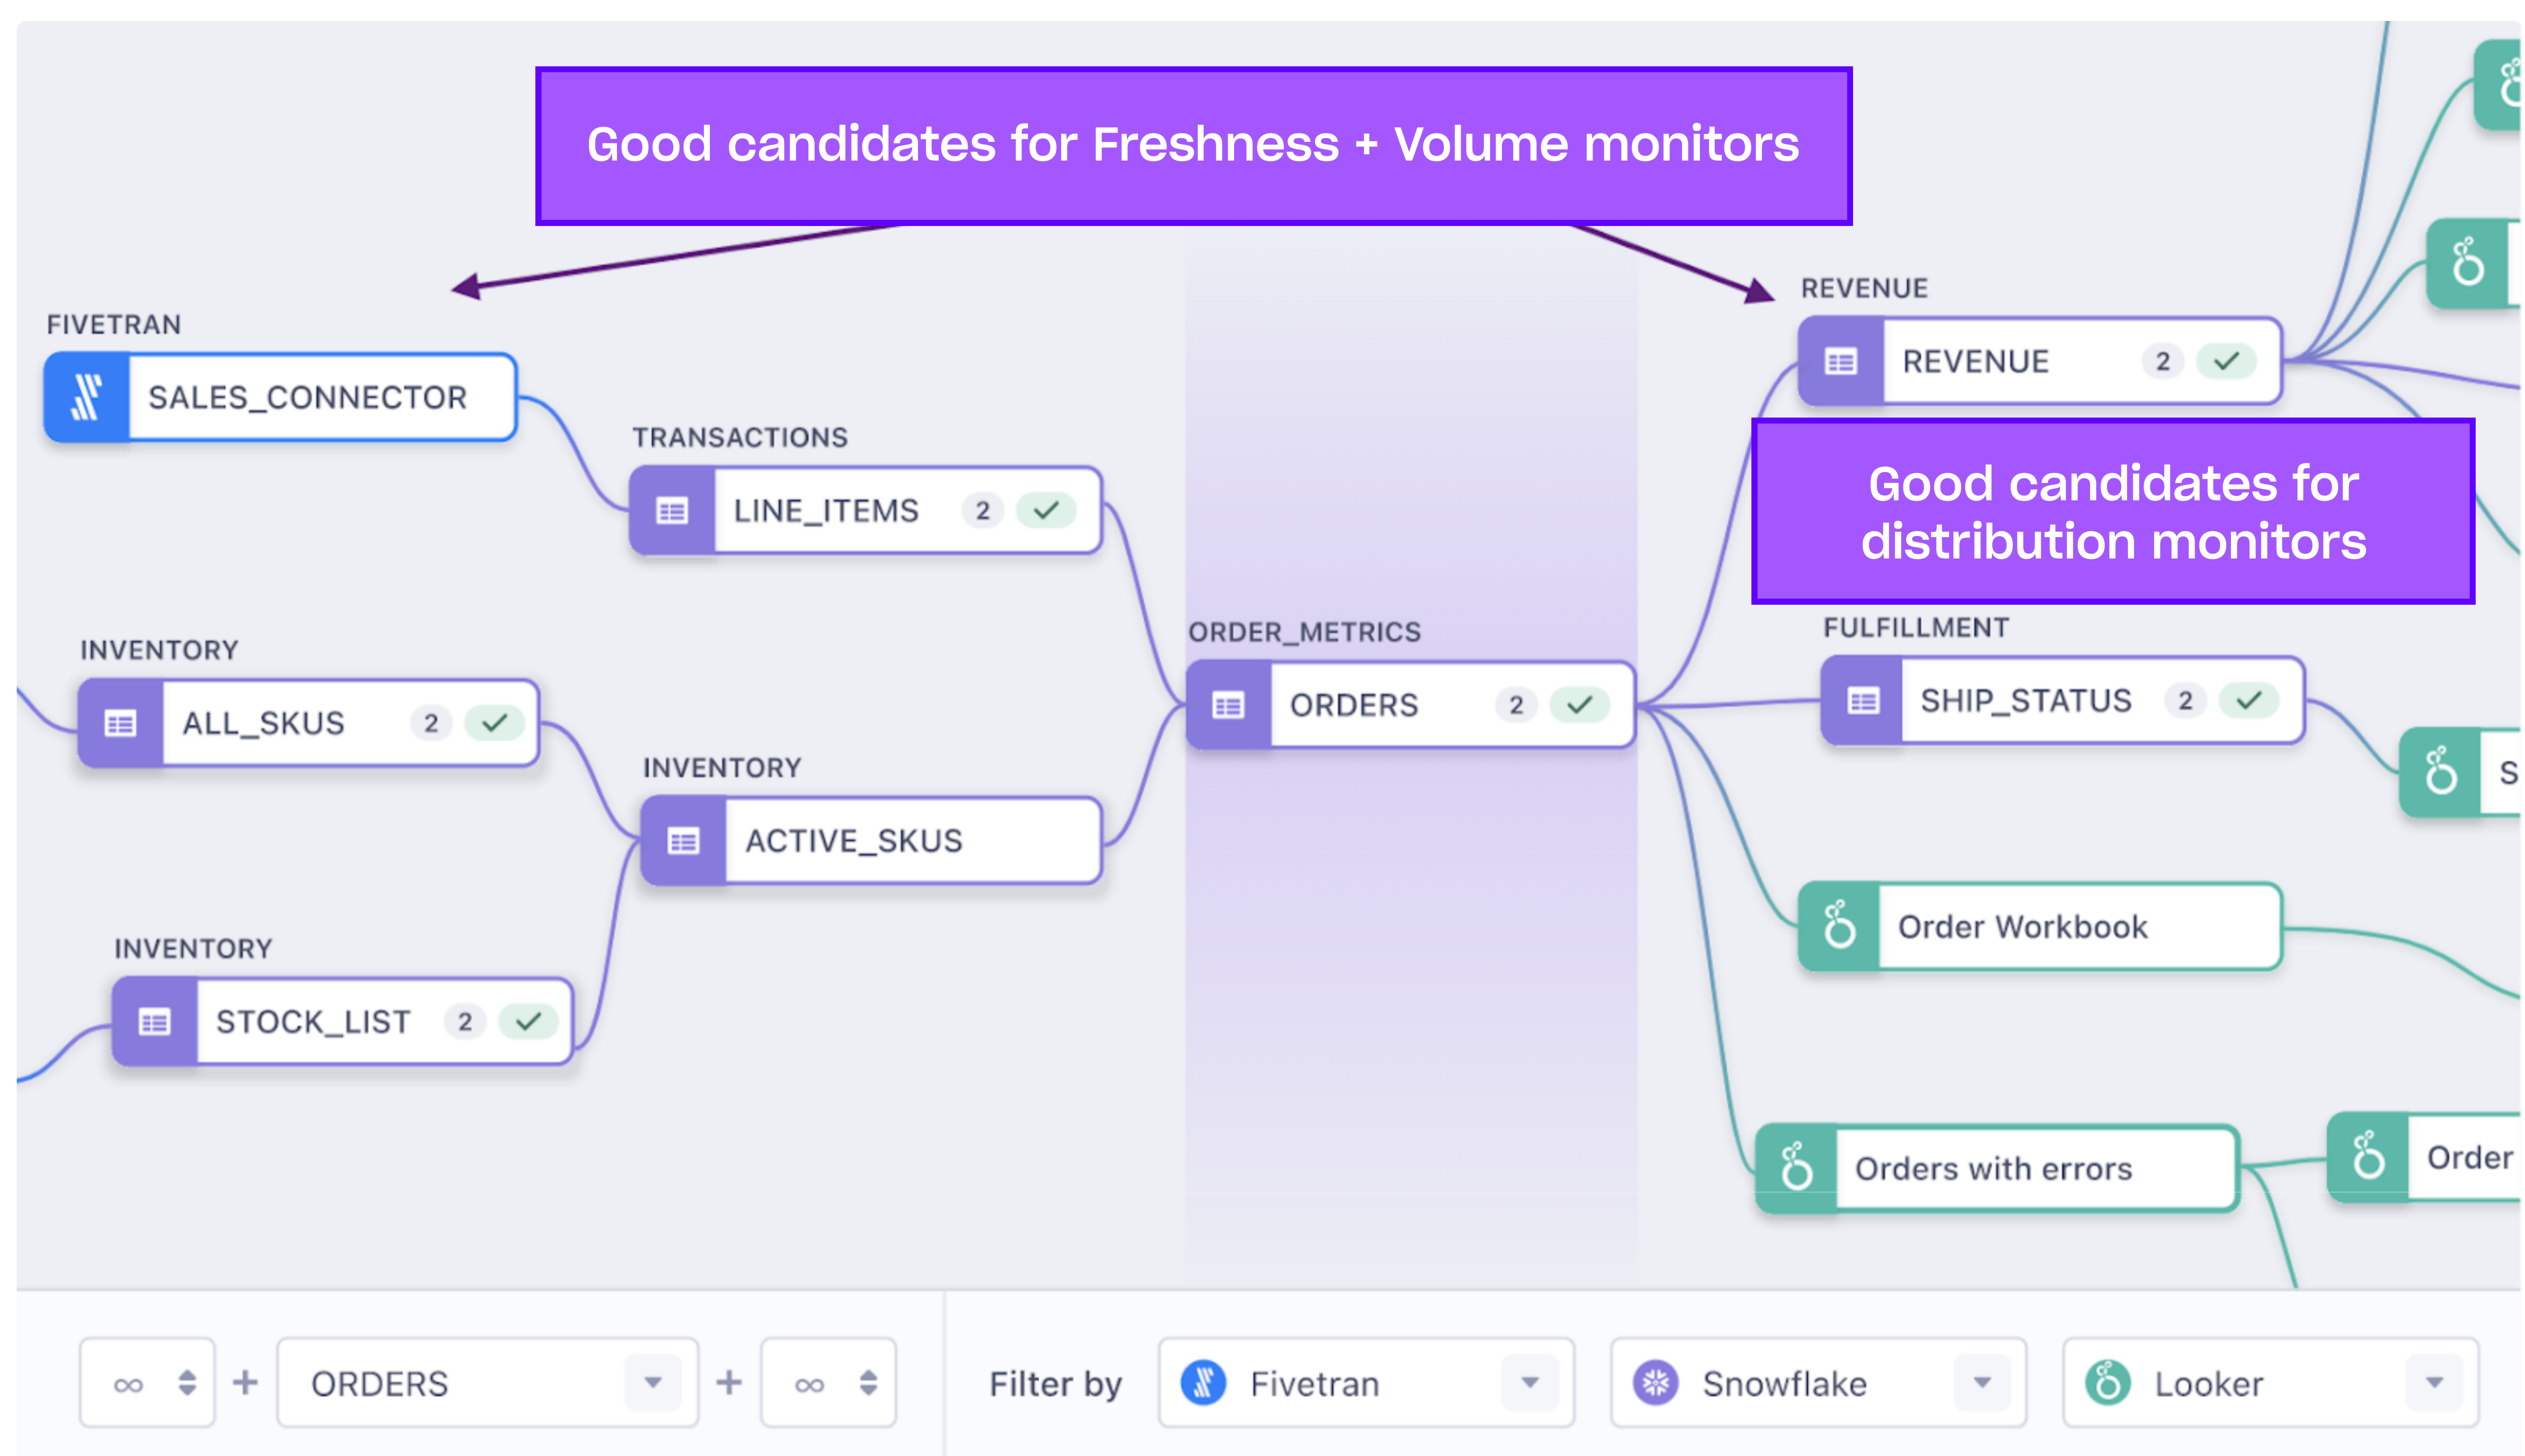 Good candidates for Freshness + Volume monitors
FIVETRAN
SALES_CONNECTOR
TRANSACTIONS
LINE_ITEMS 2
INVENTORY
ALL_SKUS 2
INVENTORY
ACTIVE_SKUS
INVENTORY
STOCK_LIST 2
ORDER_METRICS
ORDERS 2
REVENUE
REVENUE 2
Good candidates for
distribution monitors
FULFILLMENT
SHIP_STATUS 2
S
Order Workbook
Orders with errors
Order
∞ + ORDERS + ∞
Filter by Fivetran Snowflake Looker